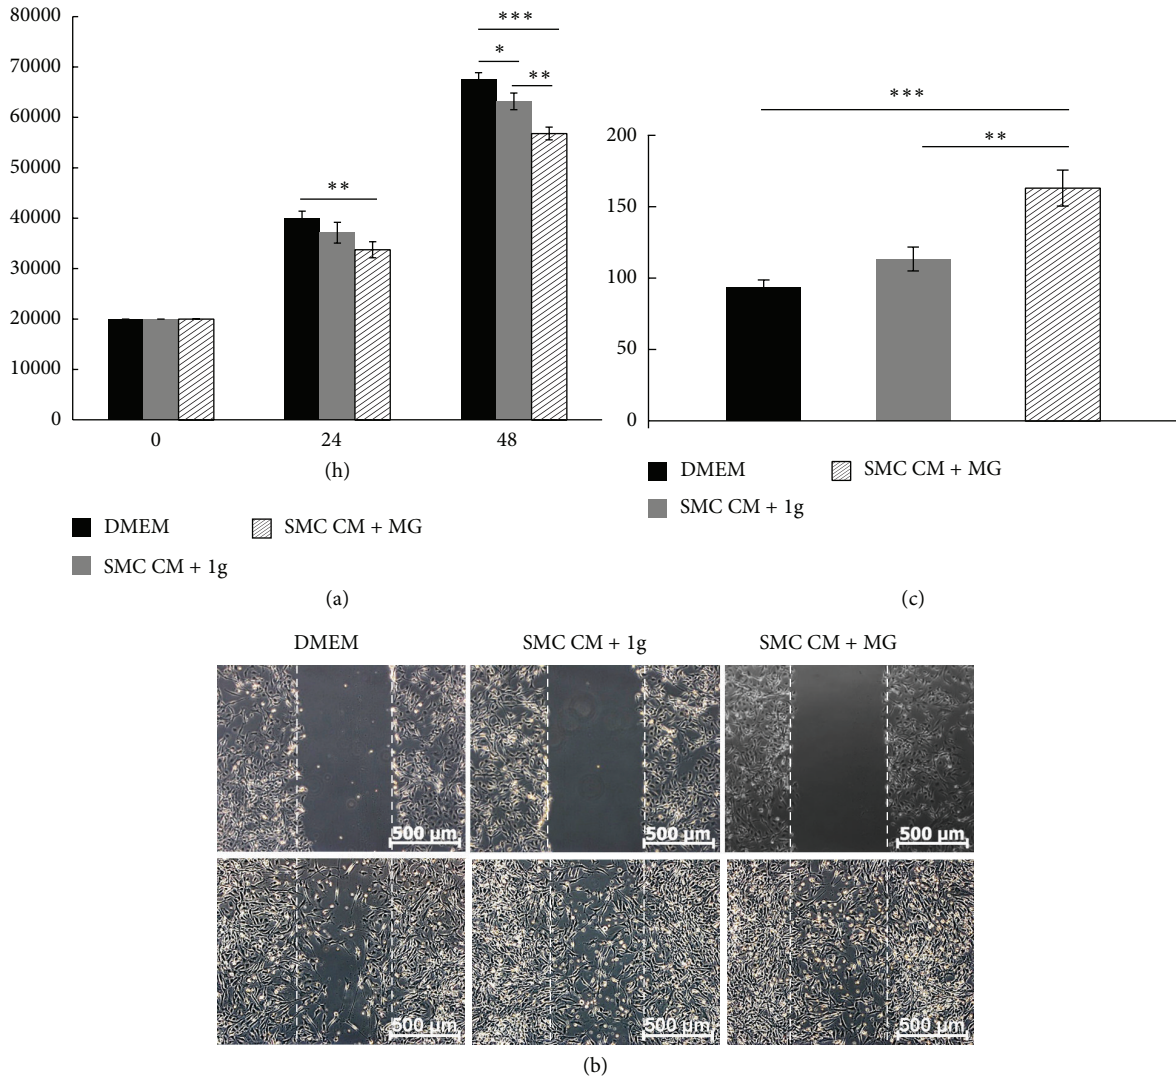 80000
70000
60000
50000
40000
30000
20000
10000
0
***
*
**
**
0 24 48
(h)
DMEM
SMC CM + MG
SMC CM + 1g
(a)
***
**
200
150
100
50
0
DMEM
SMC CM + MG
SMC CM + 1g
(c)
DMEM SMC CM + 1g SMC CM + MG
500 μm 500 μm 500 μm
500 μm 500 μm 500 μm
(b)